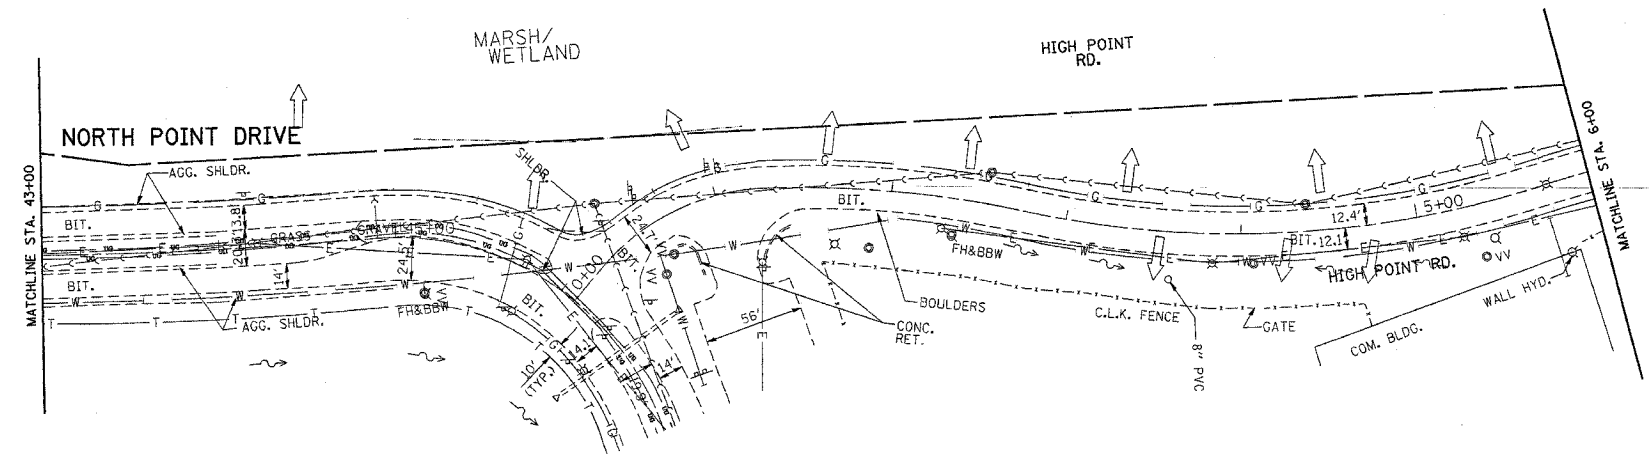 MARSH/
WETLAND
HIGH POINT
RD.
NORTH POINT DRIVE
MATCHLINE STA. 43+00
MATCHLINE STA. 6+00
AGG. SHLDR.
SHLDR.
BIT.
GRASS
BIT.
14'
24.5'
24.7'
BIT.
0+00
FH&BBW
AGG. SHLDR.
BIT.
14.1'
10'
(TYP.)
14'
56'
BIT.
BOULDERS
CONC.
RET.
FH&BBW
C.L.K. FENCE
8" PVC
GATE
12.4'
5+00
BIT.
12.1'
HIGH POINT RD.
VV
WALL HYD.
COM. BLDG.